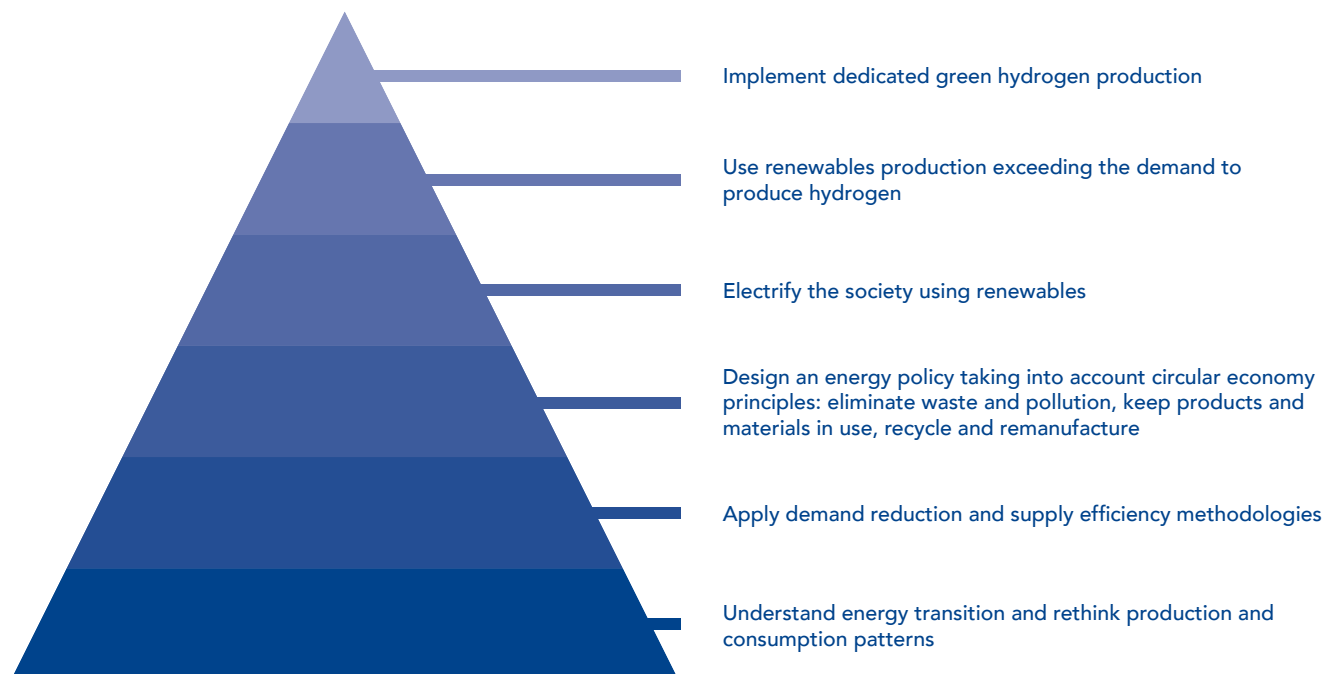 Implement dedicated green hydrogen production
Use renewables production exceeding the demand to
produce hydrogen
Electrify the society using renewables
Design an energy policy taking into account circular economy
principles: eliminate waste and pollution, keep products and
materials in use, recycle and remanufacture
Apply demand reduction and supply efficiency methodologies
Understand energy transition and rethink production and
consumption patterns